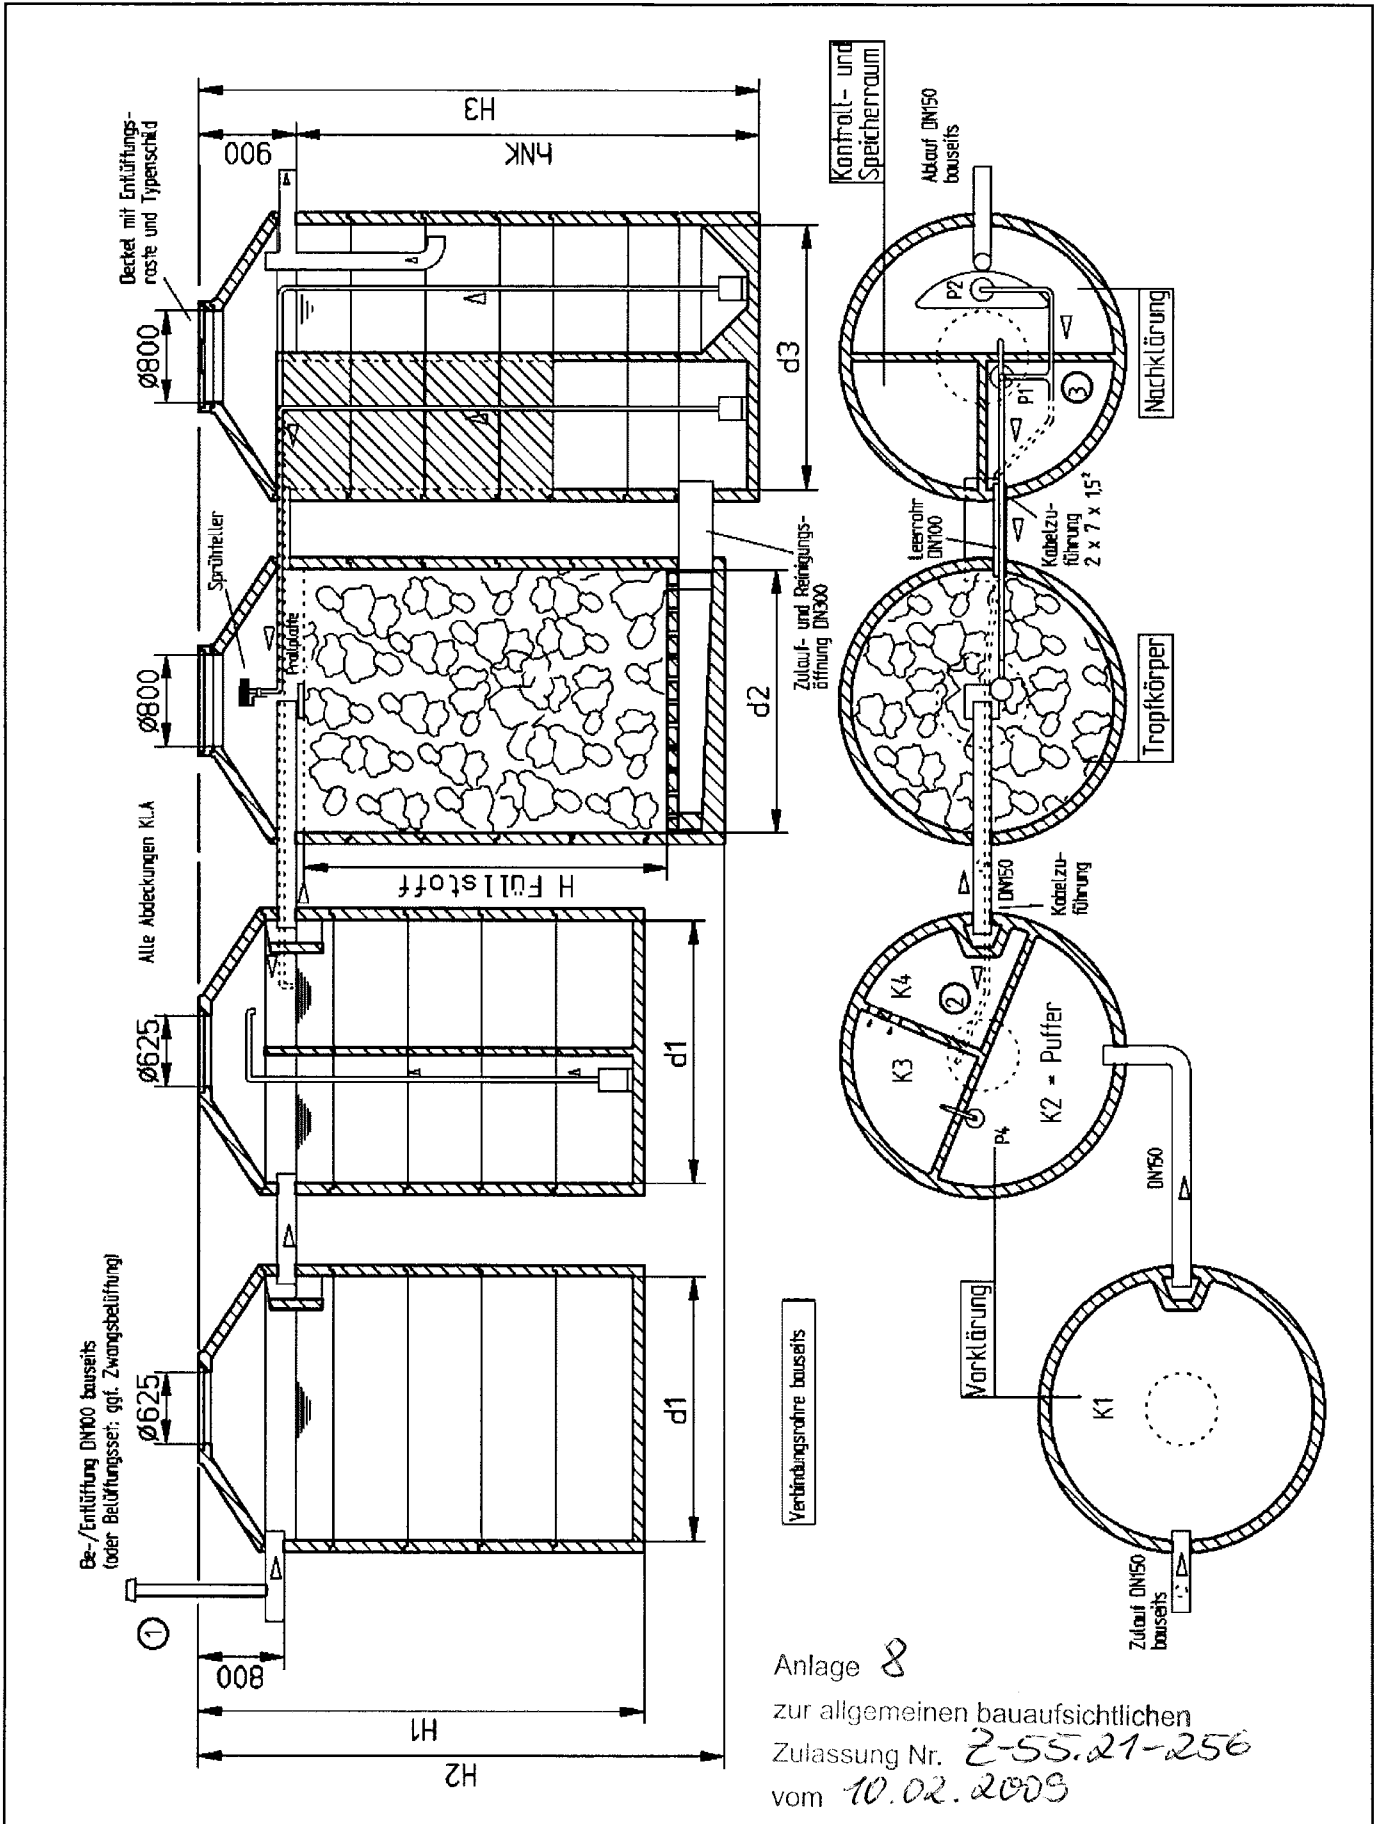 Be-/Entlüftung DN100 bauseits
(oder Belüftungsset: ggf. Zwangsbelüftung)
Alle Abdeckungen KL.A
Sprühteller
Deckel mit Entlüftungs-
roste und Typenschild
1
Ø625
Ø625
Ø800
Ø800
800
900
H1
H2
H3
hNK
H Füllstoff
Prallplatte
d1
d1
d2
d3
Zulauf- und Reinigungs-
öffnung DN300
Verbindungsrohre bauseits
Vorklärung
K1
Zulauf DN150
bauseits
DN150
K2 = Puffer
K3
K4
P4
2
DN150
Kabelzu-
führung
Tropfkörper
Leerrohr
DN100
Kabelzu-
führung
2 x 7 x 1,5²
Kontroll- und
Speicherraum
P1
P2
3
Nachklärung
Ablauf DN150
bauseits
Anlage 8
zur allgemeinen bauaufsichtlichen
Zulassung Nr. Z-55.21-256
vom 10.02.2009